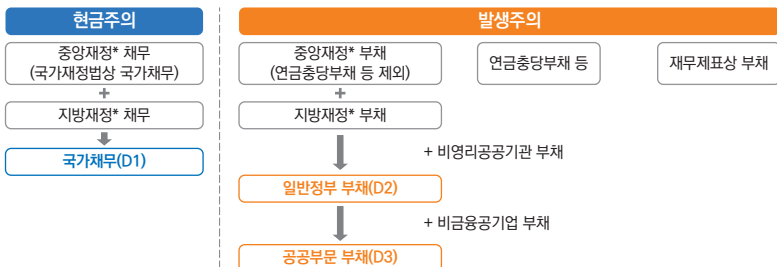 현금주의
중앙재정* 채무
(국가재정법상 국가채무)
+
지방재정* 채무
국가채무(D1)
발생주의
중앙재정* 부채
(연금충당부채 등 제외)
+
지방재정* 부채
연금충당부채 등
재무제표상 부채
+ 비영리공공기관 부채
일반정부 부채(D2)
+ 비금융공기업 부채
공공부문 부채(D3)